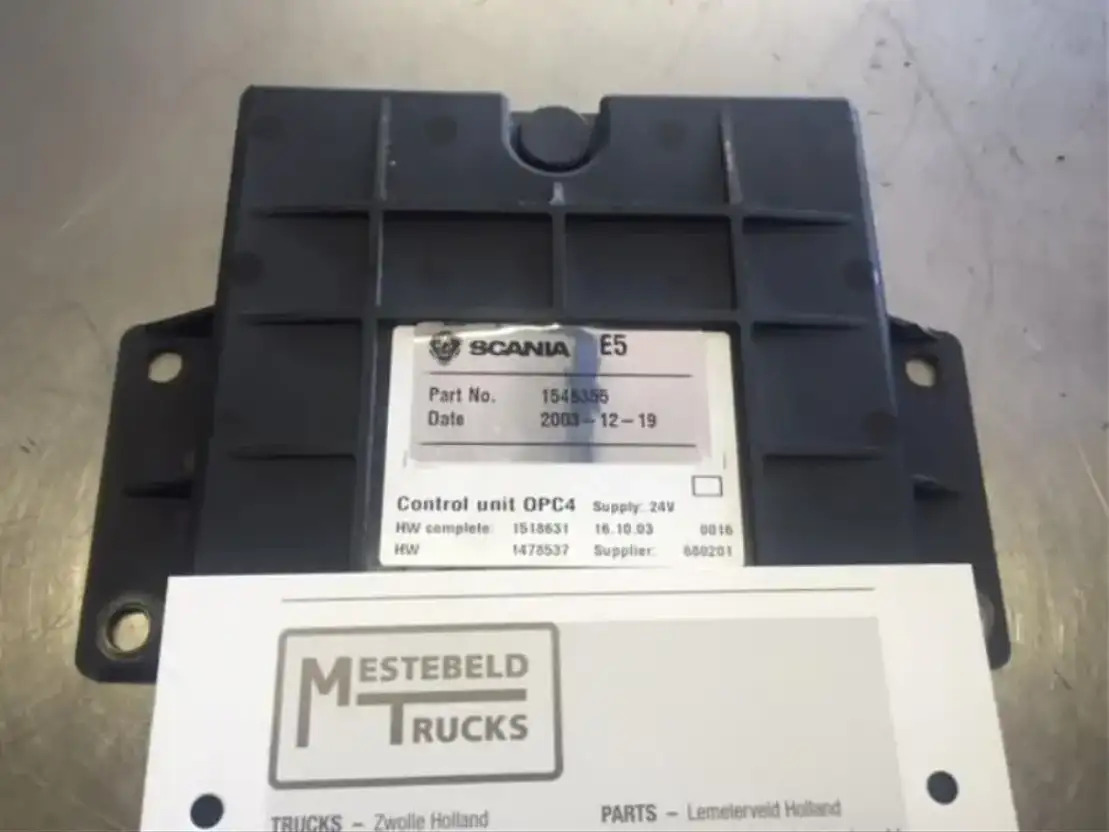 SCANIA E5
Part No. 1545355
Date 2003-12-19
Control unit OPC4 Supply: 24V
HW complete: 1518631 16.10.03 0016
HW 1478537 Supplier: 680201
MESTEBELD
TRUCKS
TRUCKS – Zwolle Holland
PARTS – Lemelerveld Holland